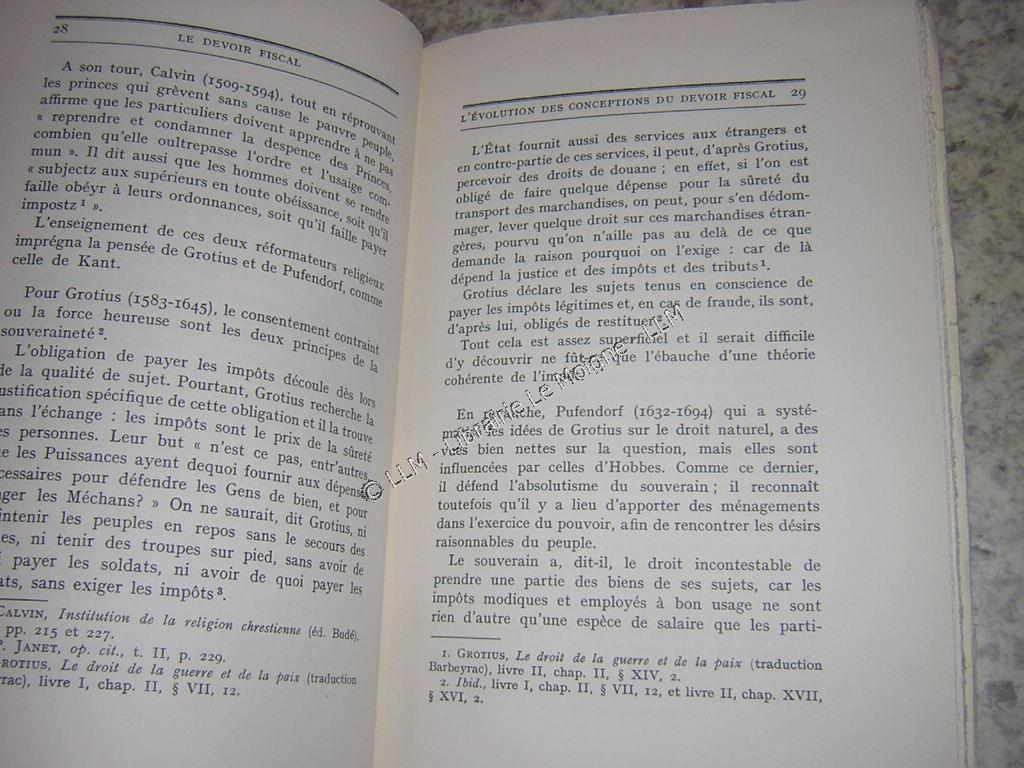 28
LE DEVOIR FISCAL
A son tour, Calvin (1509-1594), tout en réprouvant
les princes qui grèvent sans cause le pauvre peuple,
affirme que les particuliers doivent apprendre à ne pas
« reprendre et condamner la despence des Princes,
combien qu'elle oultrepasse l'ordre et l'usaige com-
mun ». Il dit aussi que les hommes doivent se rendre
« subjectz aux supérieurs en toute obéissance, soit qu'il
faille obéyr à leurs ordonnances, soit qu'il faille payer
impostz ¹ ».
L'enseignement de ces deux réformateurs religieux
imprégna la pensée de Grotius et de Pufendorf, comme
celle de Kant.
Pour Grotius (1583-1645), le consentement contraint
ou la force heureuse sont les deux principes de la
souveraineté ².
L'obligation de payer les impôts découle dès lors
de la qualité de sujet. Pourtant, Grotius recherche la
ustification spécifique de cette obligation et il la trouve
ans l'échange : les impôts sont le prix de la sûreté
es personnes. Leur but « n'est ce pas, entr'autres,
e les Puissances ayent dequoi fournir aux dépenses
cessaires pour défendre les Gens de bien, et pour
ger les Méchans? » On ne saurait, dit Grotius, ni
intenir les peuples en repos sans le secours des
es, ni tenir des troupes sur pied, sans avoir de
payer les soldats, ni avoir de quoi payer les
ats, sans exiger les impôts ³.
CALVIN, Institution de la religion chrestienne (éd. Budé),
pp. 215 et 227.
P. JANET, op. cit., t. II, p. 229.
GROTIUS, Le droit de la guerre et de la paix (traduction
rac), livre I, chap. II, § VII, 12.
L'ÉVOLUTION DES CONCEPTIONS DU DEVOIR FISCAL 29
L'État fournit aussi des services aux étrangers et
en contre-partie de ces services, il peut, d'après Grotius,
percevoir des droits de douane ; en effet, si l'on est
obligé de faire quelque dépense pour la sûreté du
transport des marchandises, on peut, pour s'en dédom-
mager, lever quelque droit sur ces marchandises étran-
gères, pourvu qu'on n'aille pas au delà de ce que
demande la raison pourquoi on l'exige : car de là
dépend la justice et des impôts et des tributs ¹.
Grotius déclare les sujets tenus en conscience de
payer les impôts légitimes et, en cas de fraude, ils sont,
d'après lui, obligés de restituer ².
Tout cela est assez superficiel et il serait difficile
d'y découvrir ne fût-ce que l'ébauche d'une théorie
cohérente de l'impôt.
En revanche, Pufendorf (1632-1694) qui a systé-
matisé les idées de Grotius sur le droit naturel, a des
vues bien nettes sur la question, mais elles sont
influencées par celles d'Hobbes. Comme ce dernier,
il défend l'absolutisme du souverain ; il reconnaît
toutefois qu'il y a lieu d'apporter des ménagements
dans l'exercice du pouvoir, afin de rencontrer les désirs
raisonnables du peuple.
Le souverain a, dit-il, le droit incontestable de
prendre une partie des biens de ses sujets, car les
impôts modiques et employés à bon usage ne sont
rien d'autre qu'une espèce de salaire que les parti-
1. GROTIUS, Le droit de la guerre et de la paix (traduction
Barbeyrac), livre II, chap. II, § XIV, 2.
2. Ibid., livre I, chap. II, § VII, 12, et livre II, chap. XVII,
§ XVI, 2.
© LLM - Librairie Le Moigne - LLM